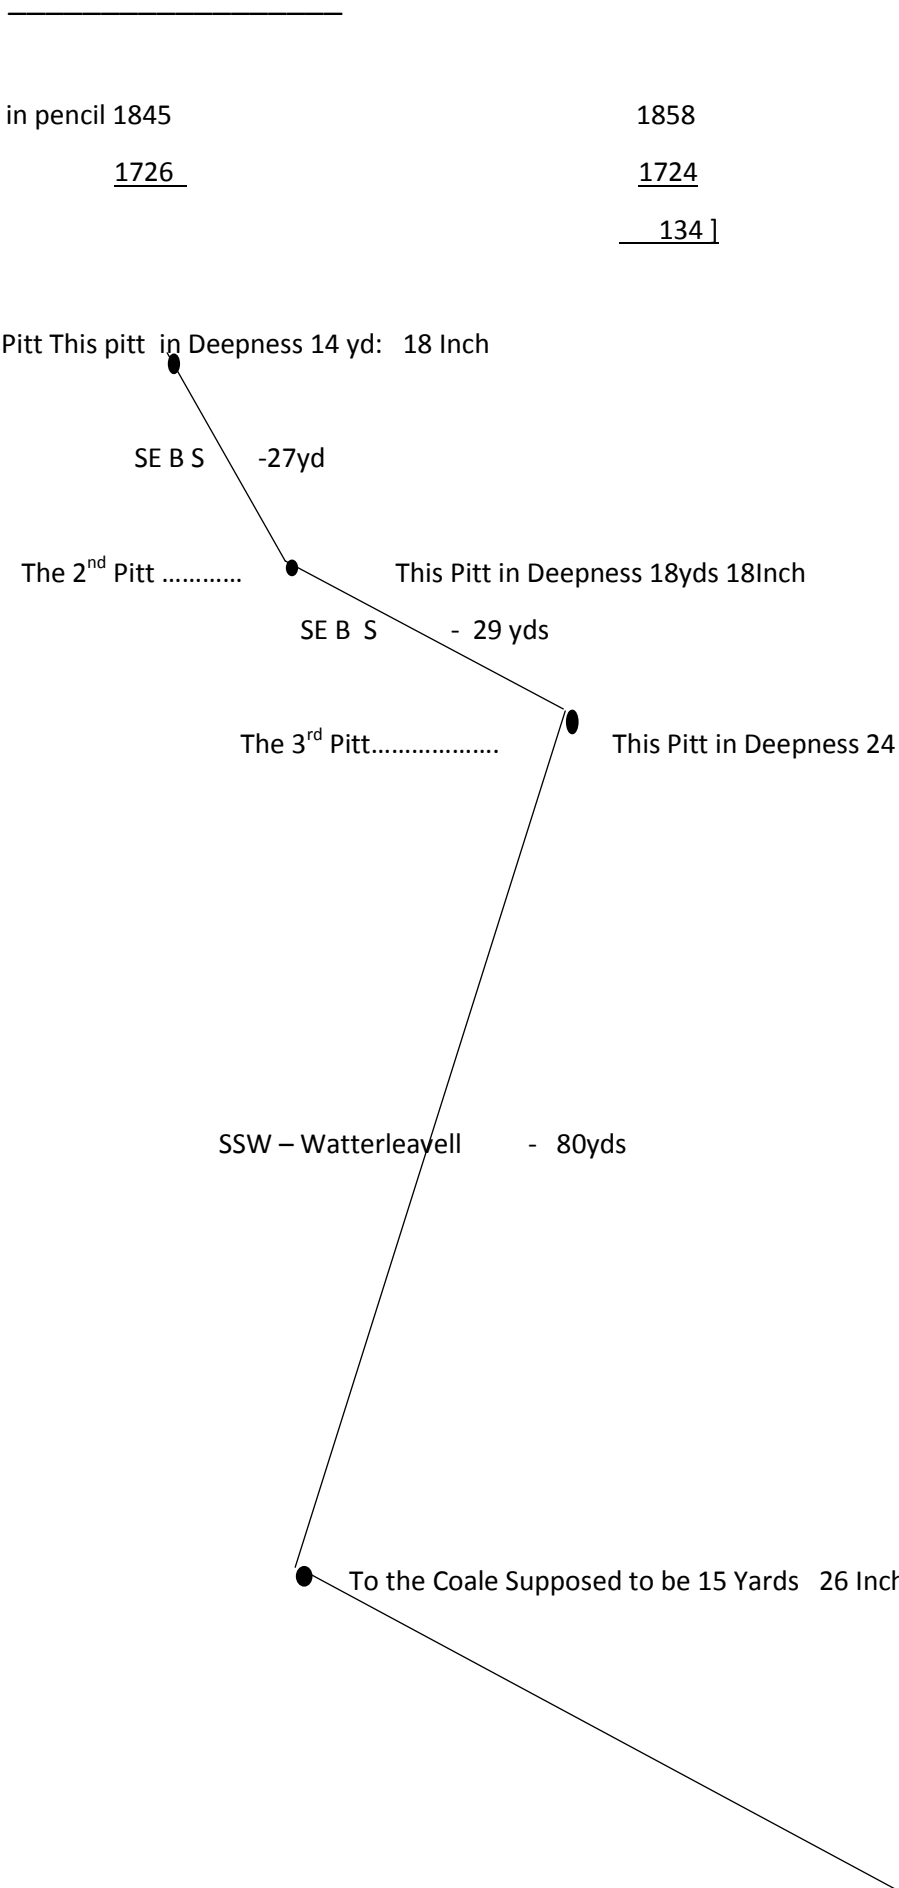 in pencil 1845 1858
1726 1724
134 ]
Pitt This pitt in Deepness 14 yd: 18 Inch
SE B S -27yd
The 2nd Pitt ………… This Pitt in Deepness 18yds 18Inch
SE B S - 29 yds
The 3rd Pitt………………. This Pitt in Deepness 24
SSW – Watterleavell - 80yds
To the Coale Supposed to be 15 Yards 26 Inch